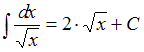 ∫ dx/√x = 2·√x + C